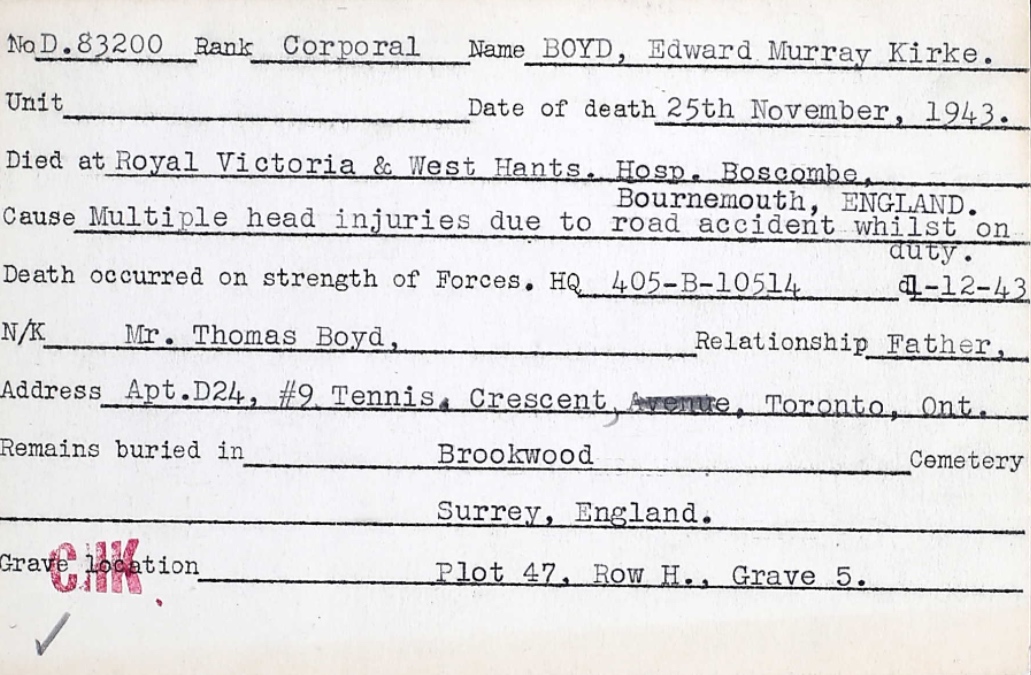 No D.83200 Rank Corporal Name BOYD, Edward Murray Kirke.
Unit Date of death 25th November, 1943.
Died at Royal Victoria & West Hants. Hosp. Boscombe,
Bournemouth, ENGLAND.
Cause Multiple head injuries due to road accident whilst on
duty.
Death occurred on strength of Forces. HQ 405-B-10514 d1-12-43
N/K Mr. Thomas Boyd, Relationship Father,
Address Apt.D24, #9 Tennis. Crescent, Avenue, Toronto, Ont.
Remains buried in Brookwood Cemetery
Surrey, England.
Grave location Plot 47, Row H., Grave 5.